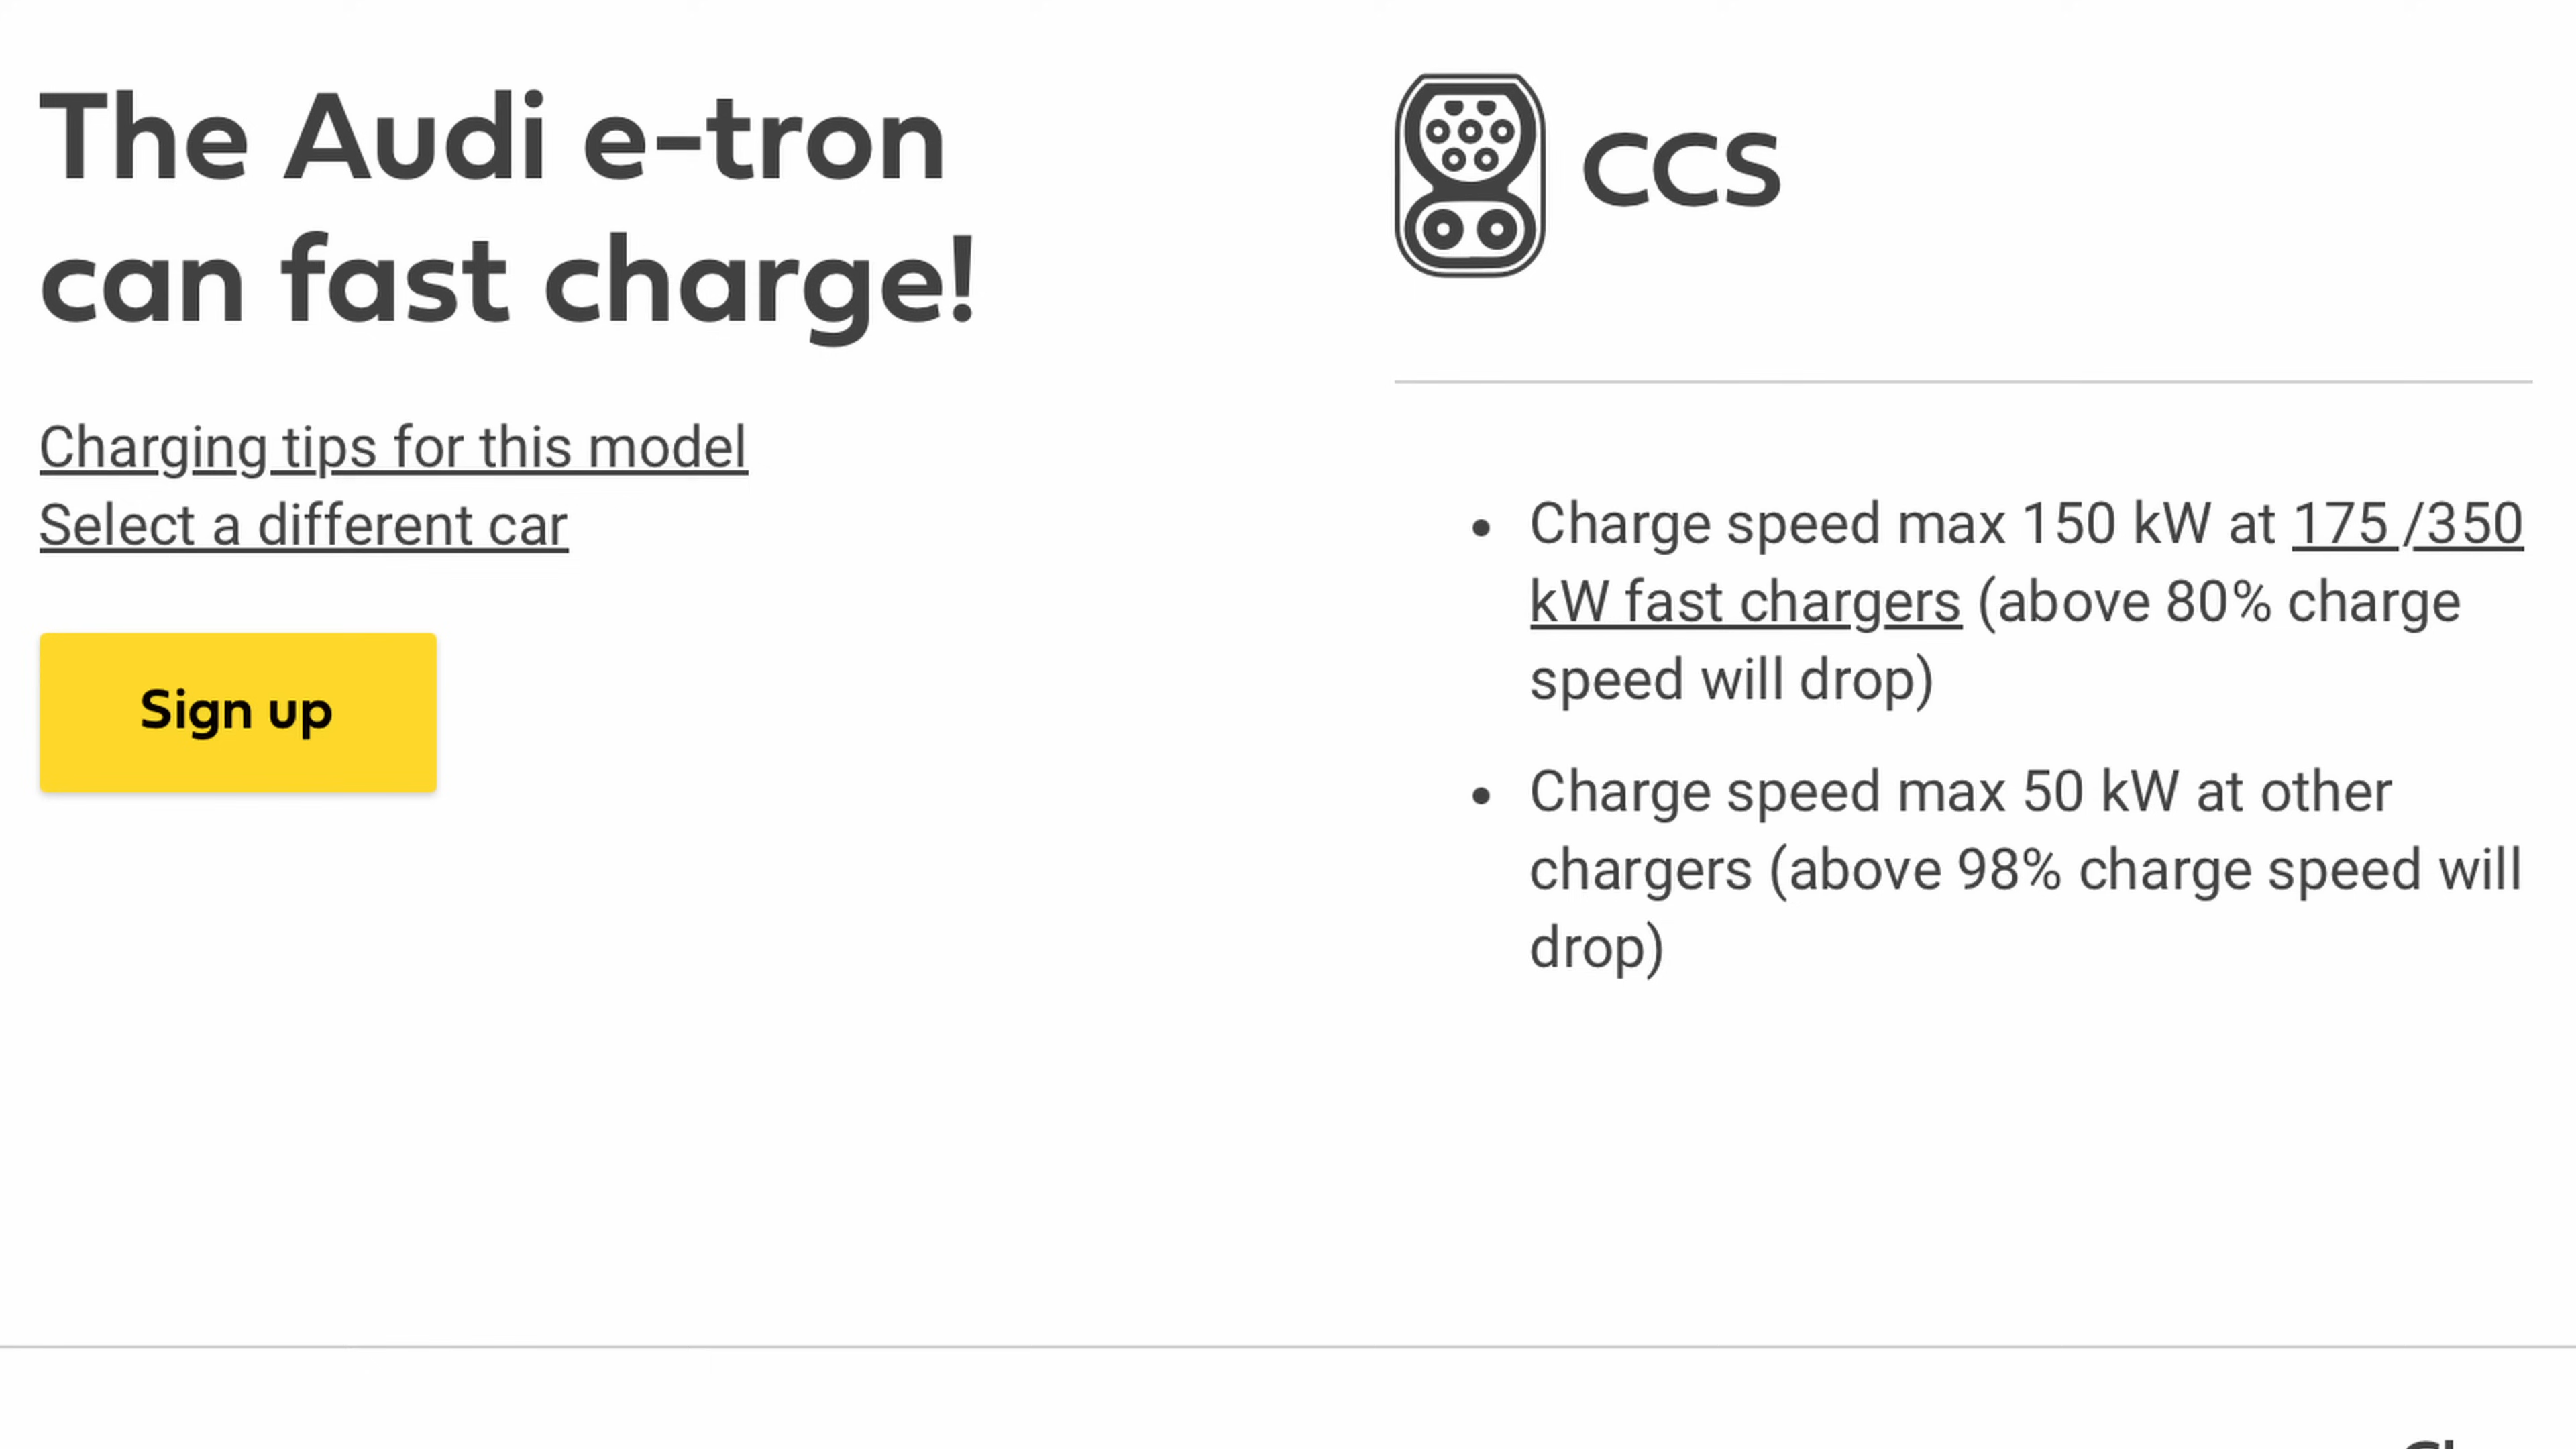 The Audi e-tron
can fast charge!
Charging tips for this model
Select a different car
Sign up
CCS
Charge speed max 150 kW at 175 /350
kW fast chargers (above 80% charge
speed will drop)
Charge speed max 50 kW at other
chargers (above 98% charge speed will
drop)